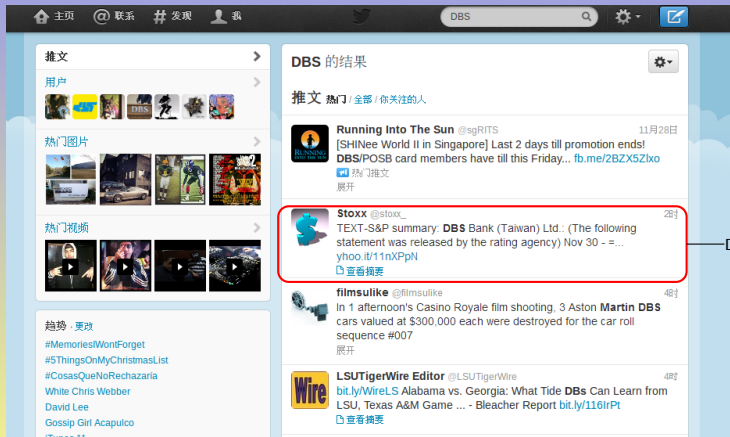 主页 联系 发现 我
DBS
推文
用户
热门图片
热门视频
趋势 · 更改
#MemoriesIWontForget
#5ThingsOnMyChristmasList
#CosasQueNoRechazaria
White Chris Webber
David Lee
Gossip Girl Acapulco
DBS 的结果
推文 热门 / 全部 / 你关注的人
Running Into The Sun @sgRITS 11月28日
[SHINee World II in Singapore] Last 2 days till promotion ends!
DBS/POSB card members have till this Friday... fb.me/2BZX5Zlxo
热门推文
展开
Stoxx @stoxx_ 2时
TEXT-S&P summary: DBS Bank (Taiwan) Ltd.: (The following
statement was released by the rating agency) Nov 30 - =...
yhoo.it/11nXPpN
查看摘要
filmsulike @filmsulike 4时
In 1 afternoon's Casino Royale film shooting, 3 Aston Martin DBS
cars valued at $300,000 each were destroyed for the car roll
sequence #007
展开
LSUTigerWire Editor @LSUTigerWire 4时
bit.ly/WireLS Alabama vs. Georgia: What Tide DBs Can Learn from
LSU, Texas A&M Game ... - Bleacher Report bit.ly/116IrPt
查看摘要